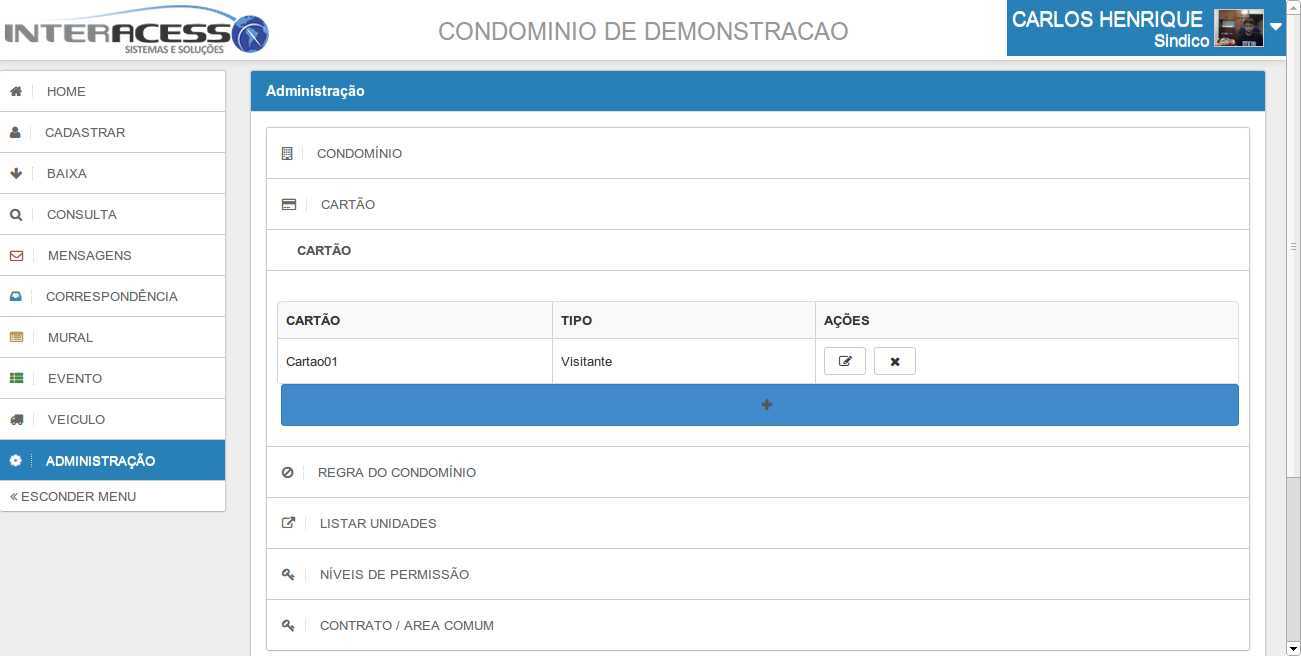 INTERACESS
SISTEMAS E SOLUÇÕES
CONDOMINIO DE DEMONSTRACAO
CARLOS HENRIQUE
Sindico
HOME
CADASTRAR
BAIXA
CONSULTA
MENSAGENS
CORRESPONDÊNCIA
MURAL
EVENTO
VEICULO
ADMINISTRAÇÃO
« ESCONDER MENU
Administração
CONDOMÍNIO
CARTÃO
CARTÃO
CARTÃO TIPO AÇÕES
Cartao01 Visitante
REGRA DO CONDOMÍNIO
LISTAR UNIDADES
NÍVEIS DE PERMISSÃO
CONTRATO / AREA COMUM